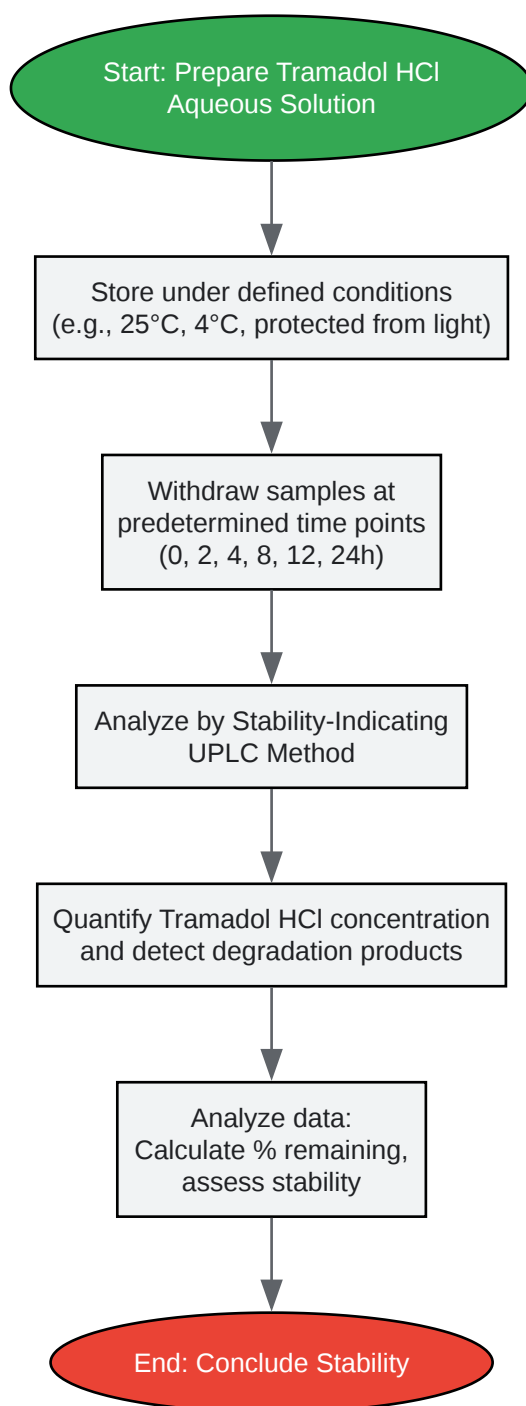 Start: Prepare Tramadol HCl
Aqueous Solution
Store under defined conditions
(e.g., 25°C, 4°C, protected from light)
Withdraw samples at
predetermined time points
(0, 2, 4, 8, 12, 24h)
Analyze by Stability-Indicating
UPLC Method
Quantify Tramadol HCl concentration
and detect degradation products
Analyze data:
Calculate % remaining,
assess stability
End: Conclude Stability